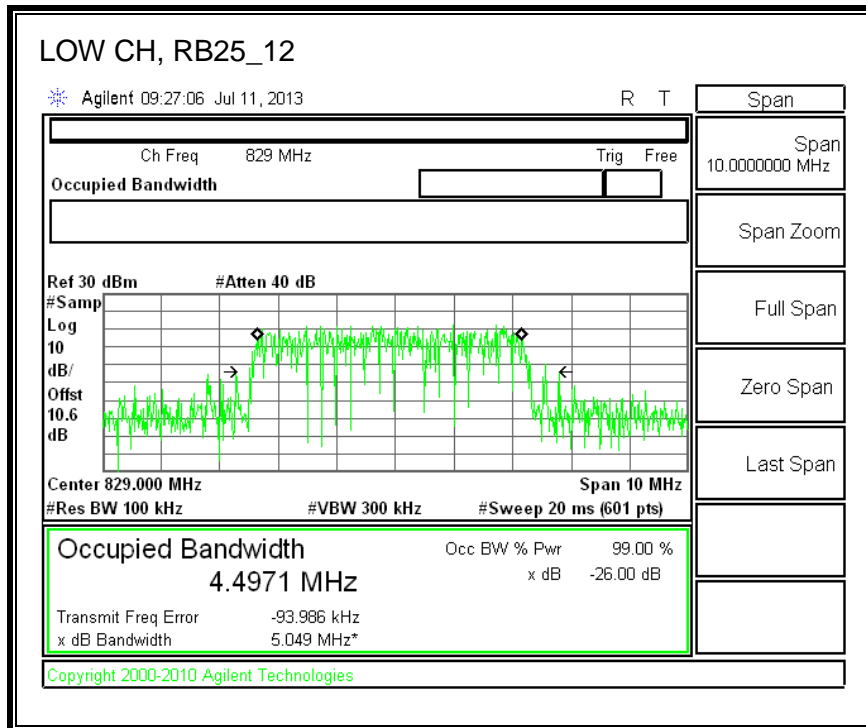 LOW CH, RB25_12
Agilent 09:27:06 Jul 11, 2013 R T
Ch Freq 829 MHz Trig Free
Occupied Bandwidth
Ref 30 dBm #Atten 40 dB
#Samp
Log
10
dB/
Offst
10.6
dB
Center 829.000 MHz Span 10 MHz
#Res BW 100 kHz #VBW 300 kHz #Sweep 20 ms (601 pts)
Occupied Bandwidth Occ BW % Pwr 99.00 %
4.4971 MHz x dB -26.00 dB
Transmit Freq Error -93.986 kHz
x dB Bandwidth 5.049 MHz*
Copyright 2000-2010 Agilent Technologies
Span
Span
10.0000000 MHz
Span Zoom
Full Span
Zero Span
Last Span